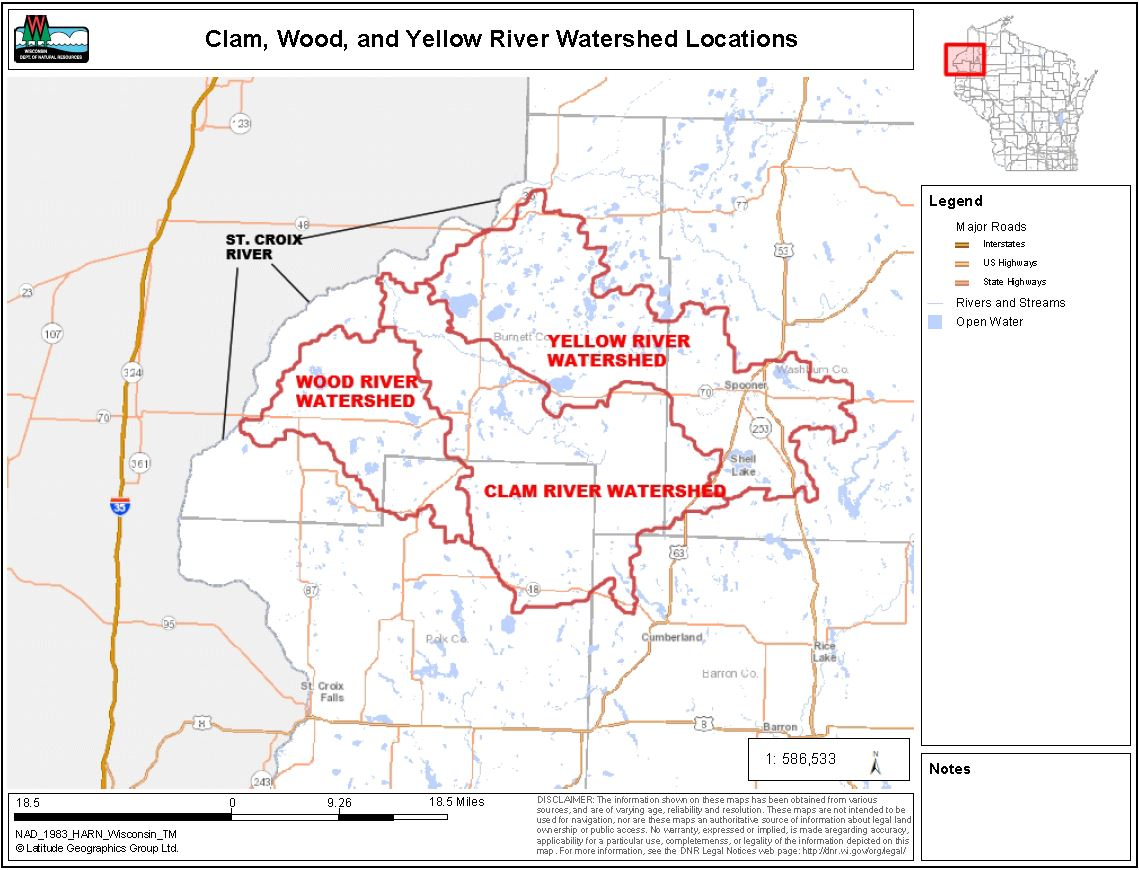 W
WISCONSIN
DEPT. OF NATURAL RESOURCES
Clam, Wood, and Yellow River Watershed Locations
123
35
77
48
ST. CROIX
RIVER
53
23
107
Burnett Co.
YELLOW RIVER
WATERSHED
324
WOOD RIVER
WATERSHED
Washburn Co.
Spooner
70
70
253
361
Shell
Lake
CLAM RIVER WATERSHED
35
63
87
48
95
Cumberland
Polk Co.
Rice
Lake
Barron Co.
St. Croix
Falls
8
8
Barron
243
1: 586,533
N
Legend
Major Roads
Interstates
US Highways
State Highways
Rivers and Streams
Open Water
Notes
18.5 0 9.26 18.5 Miles
NAD_1983_HARN_Wisconsin_TM
© Latitude Geographics Group Ltd.
DISCLAIMER: The information shown on these maps has been obtained from various
sources, and are of varying age, reliability and resolution. These maps are not intended to
be used for navigation, nor are these maps an authoritative source of information about legal land
ownership or public access. No warranty, expressed or implied, is made aregarding accuracy,
applicability for a particular use, completemenss, or legality of the information depicted on this
map. For more information, see the DNR Legal Notices web page: http://dnr.wi.gov/org/legal/